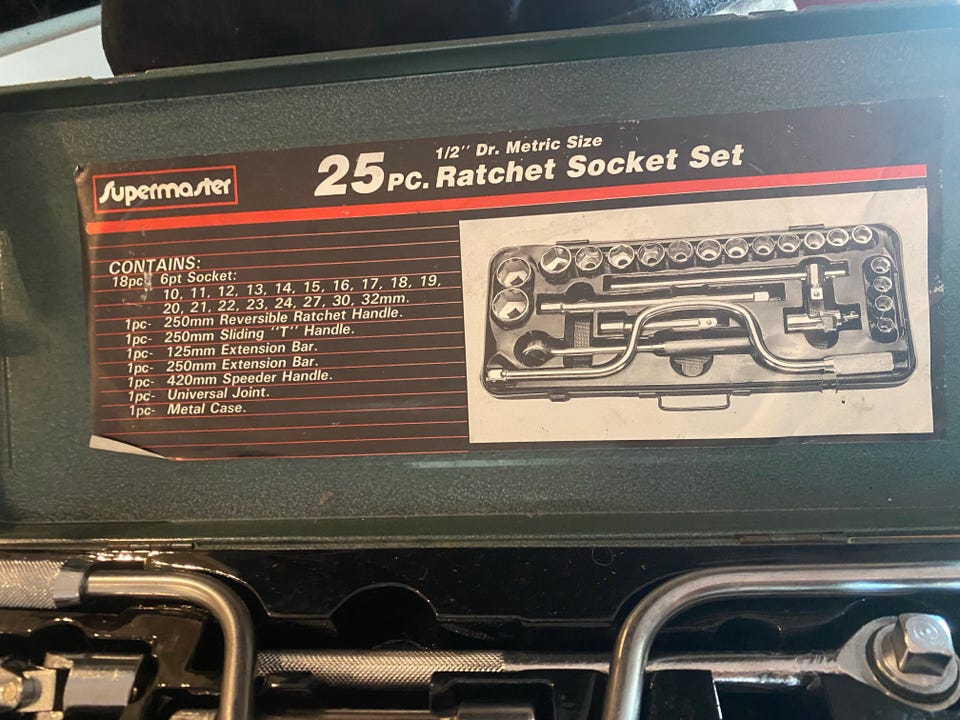 Supermaster
1/2'' Dr. Metric Size
25 PC. Ratchet Socket Set
CONTAINS:
18pc- 6pt Socket:
10, 11, 12, 13, 14, 15, 16, 17, 18, 19,
20, 21, 22, 23, 24, 27, 30, 32mm.
1pc- 250mm Reversible Ratchet Handle.
1pc- 250mm Sliding "T" Handle.
1pc- 125mm Extension Bar.
1pc- 250mm Extension Bar.
1pc- 420mm Speeder Handle.
1pc- Universal Joint.
1pc- Metal Case.